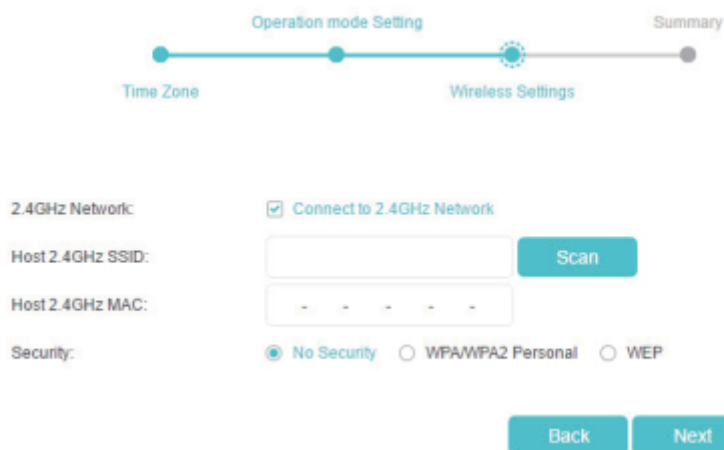 Operation mode Setting Summary
Time Zone Wireless Settings
2.4GHz Network: Connect to 2.4GHz Network
Host 2.4GHz SSID: Scan
Host 2.4GHz MAC: - - - - -
Security: No Security WPA/WPA2 Personal WEP
Back Next